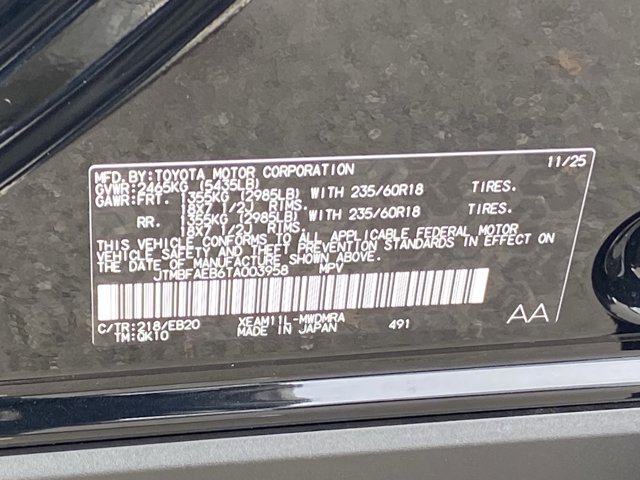 MFD. BY: TOYOTA MOTOR CORPORATION 11/25
GVWR: 2465KG (5435LB)
GAWR: FRT. 1355KG (2985LB) WITH 235/60R18 TIRES.
18X7 1/2J RIMS.
RR. 1355KG (2985LB) WITH 235/60R18 TIRES.
18X7 1/2J RIMS.
THIS VEHICLE CONFORMS TO ALL APPLICABLE FEDERAL MOTOR
VEHICLE SAFETY AND THEFT PREVENTION STANDARDS IN EFFECT ON
THE DATE OF MANUFACTURE SHOWN ABOVE.
JTMBFAEB6TA003958 MPV
C/TR: 218/EB20 XEAM11L-MWDMRA
TM: QK10 MADE IN JAPAN 491 AA